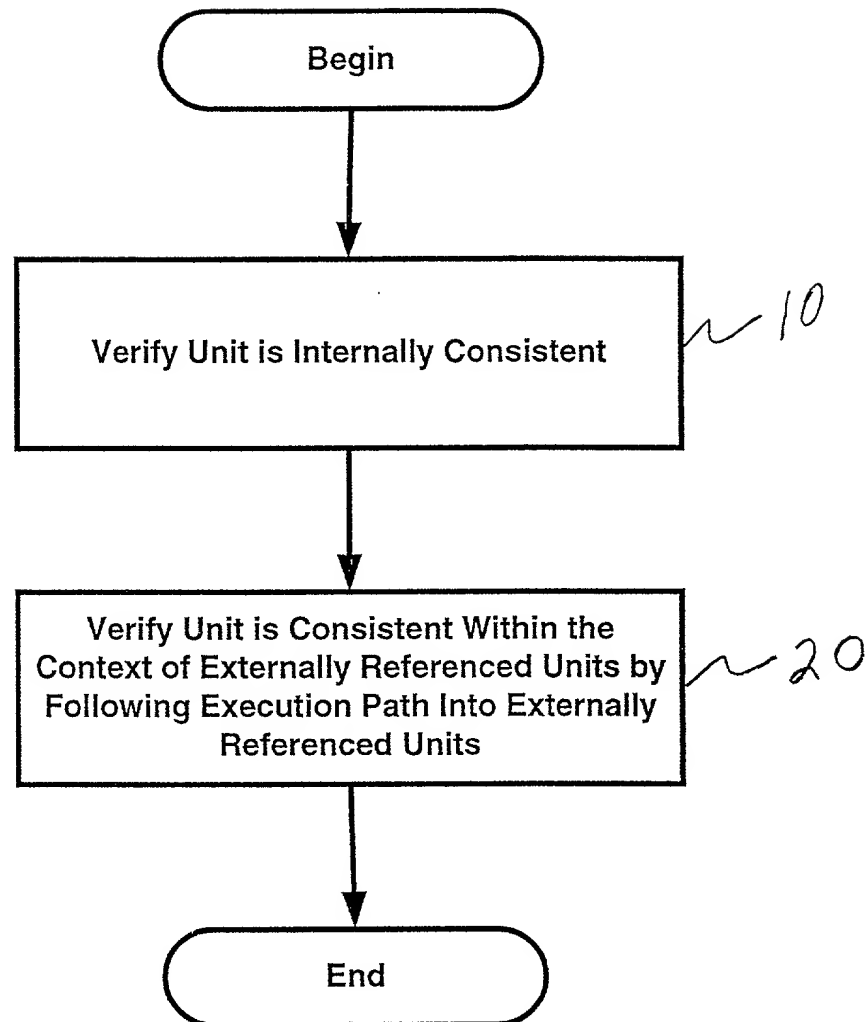 Begin
Verify Unit is Internally Consistent
10
Verify Unit is Consistent Within the
Context of Externally Referenced Units by
Following Execution Path Into Externally
Referenced Units
20
End